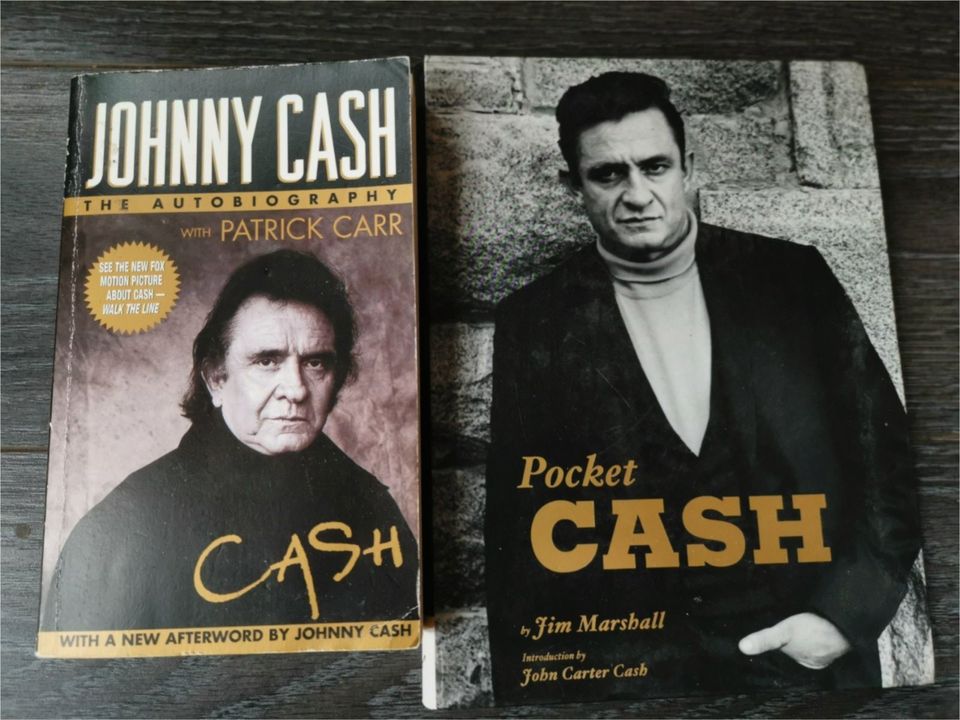 JOHNNY CASH
THE AUTOBIOGRAPHY
WITH PATRICK CARR
SEE THE NEW FOX
MOTION PICTURE
ABOUT CASH —
WALK THE LINE
CASH
WITH A NEW AFTERWORD BY JOHNNY CASH
Pocket
CASH
by Jim Marshall
Introduction by
John Carter Cash